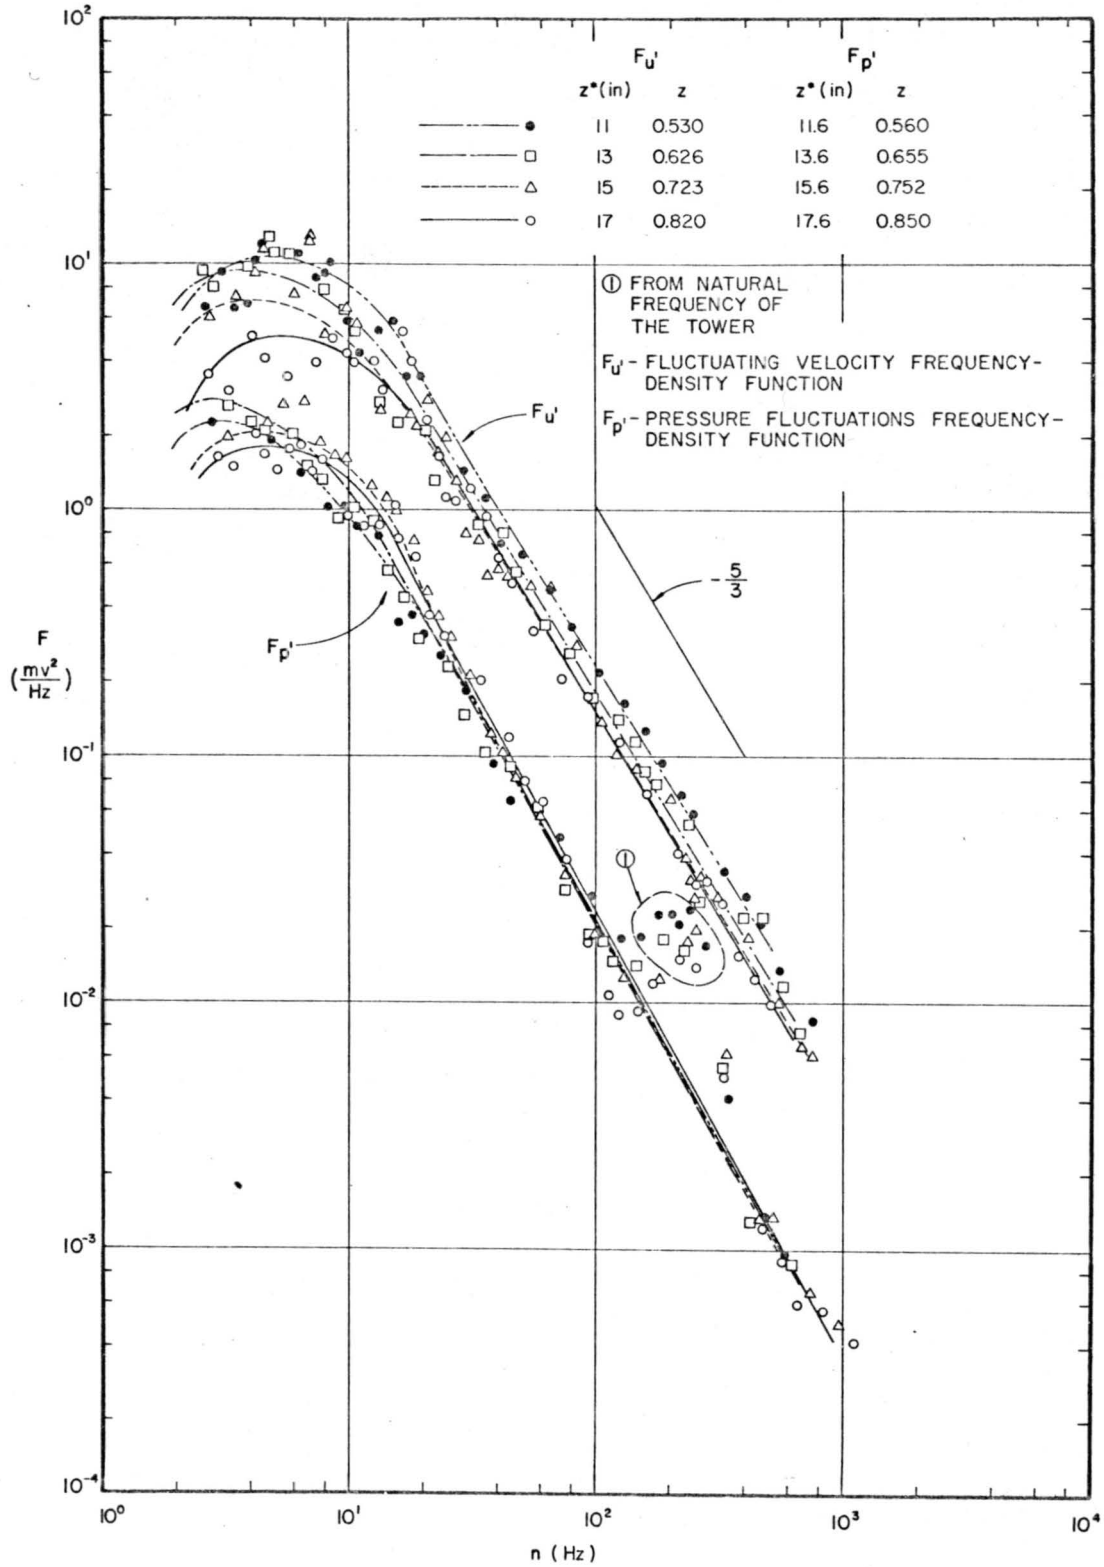 10²
F_u' F_p'
z*(in) z z*(in) z
11 0.530 11.6 0.560
13 0.626 13.6 0.655
15 0.723 15.6 0.752
17 0.820 17.6 0.850
10¹
① FROM NATURAL
FREQUENCY OF
THE TOWER
F_u' - FLUCTUATING VELOCITY FREQUENCY-
DENSITY FUNCTION
F_p' - PRESSURE FLUCTUATIONS FREQUENCY-
DENSITY FUNCTION
F_u'
10⁰
-5/3
F_p'
F
(mv²/Hz)
10⁻¹
①
10⁻²
10⁻³
10⁻⁴
10⁰ 10¹ 10² 10³ 10⁴
n (Hz)